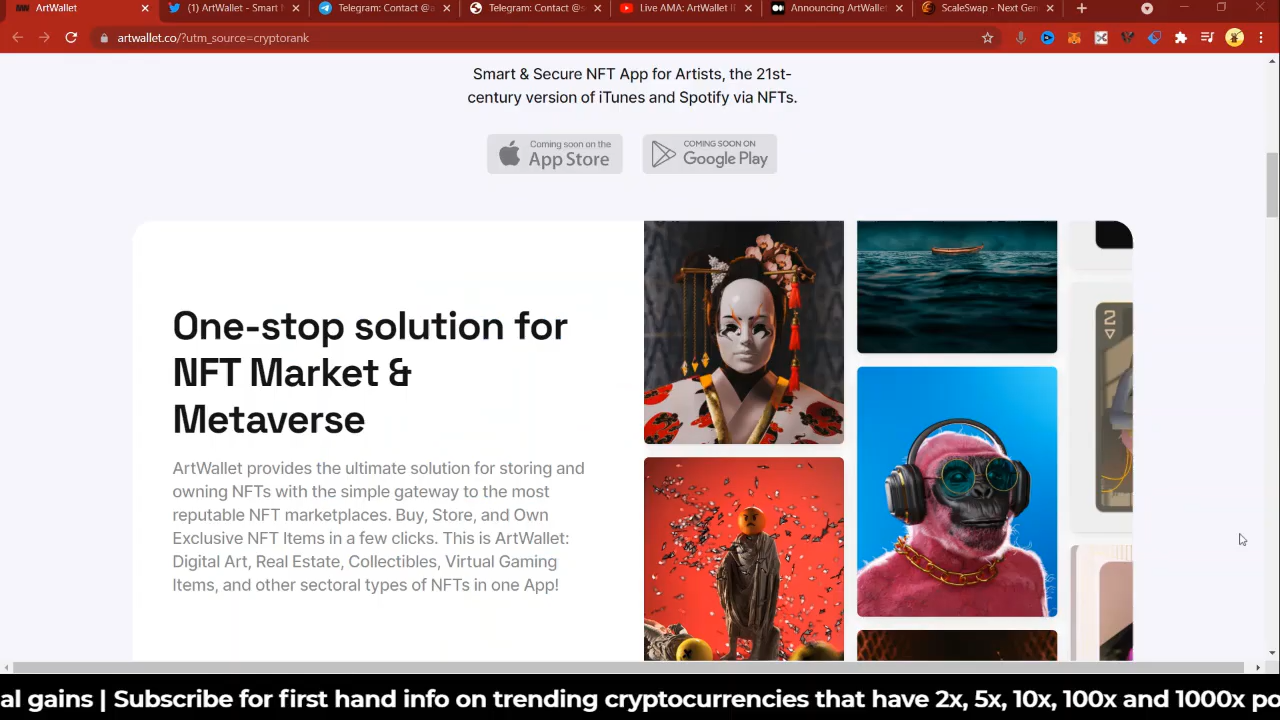 ArtWallet
(1) ArtWallet - Smart
Telegram: Contact @a
Telegram: Contact @s
Live AMA: ArtWallet I
Announcing ArtWallet
ScaleSwap - Next Gen
artwallet.co/?utm_source=cryptorank
Smart & Secure NFT App for Artists, the 21st-
century version of iTunes and Spotify via NFTs.
Coming soon on the
App Store
COMING SOON ON
Google Play
One-stop solution for
NFT Market &
Metaverse
ArtWallet provides the ultimate solution for storing and
owning NFTs with the simple gateway to the most
reputable NFT marketplaces. Buy, Store, and Own
Exclusive NFT Items in a few clicks. This is ArtWallet:
Digital Art, Real Estate, Collectibles, Virtual Gaming
Items, and other sectoral types of NFTs in one App!
2
al gains | Subscribe for first hand info on trending cryptocurrencies that have 2x, 5x, 10x, 100x and 1000x po